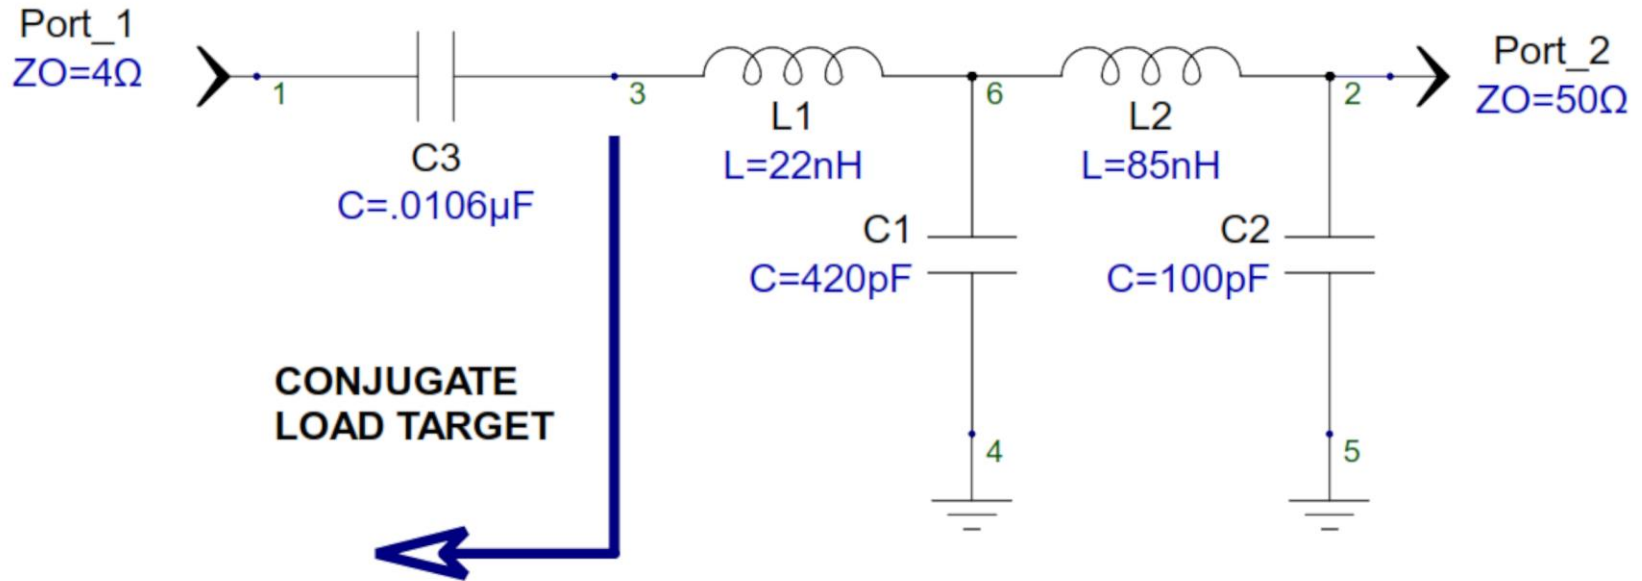 Port_1
ZO=4Ω
1
C3
C=.0106µF
3
L1
L=22nH
6
L2
L=85nH
2
Port_2
ZO=50Ω
C1
C=420pF
C2
C=100pF
CONJUGATE
LOAD TARGET
4
5